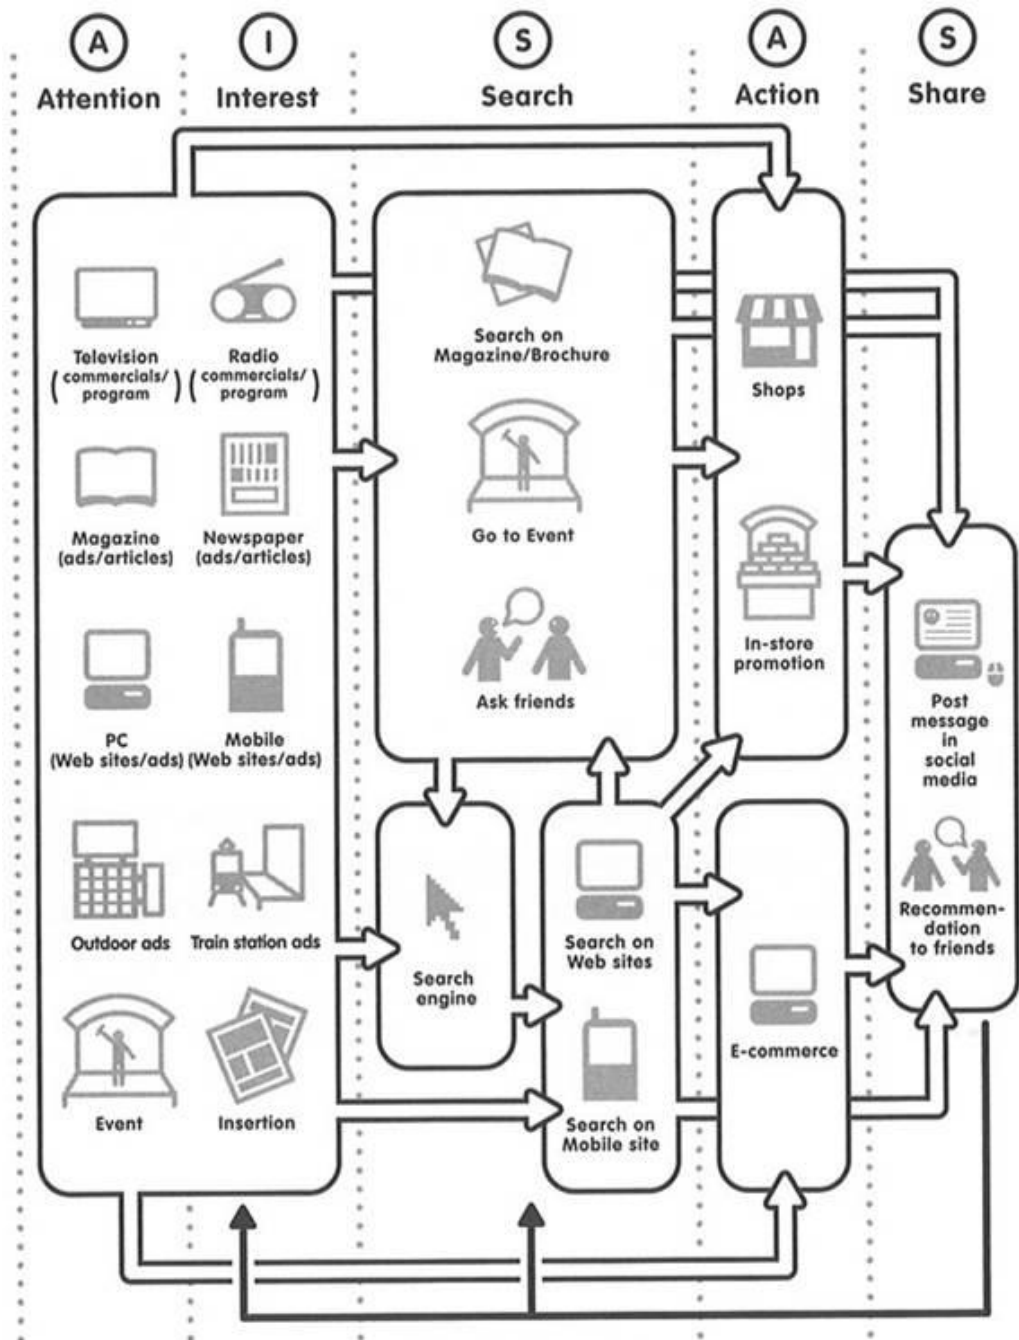 A
I
S
A
S
Attention
Interest
Search
Action
Share
Television
(commercials/
program)
Radio
(commercials/
program)
Magazine
(ads/articles)
Newspaper
(ads/articles)
PC
(Web sites/ads)
Mobile
(Web sites/ads)
Outdoor ads
Train station ads
Event
Insertion
Search on
Magazine/Brochure
Go to Event
Ask friends
Search
engine
Search on
Web sites
Search on
Mobile site
Shops
In-store
promotion
E-commerce
Post
message
in
social
media
Recommen-
dation
to friends